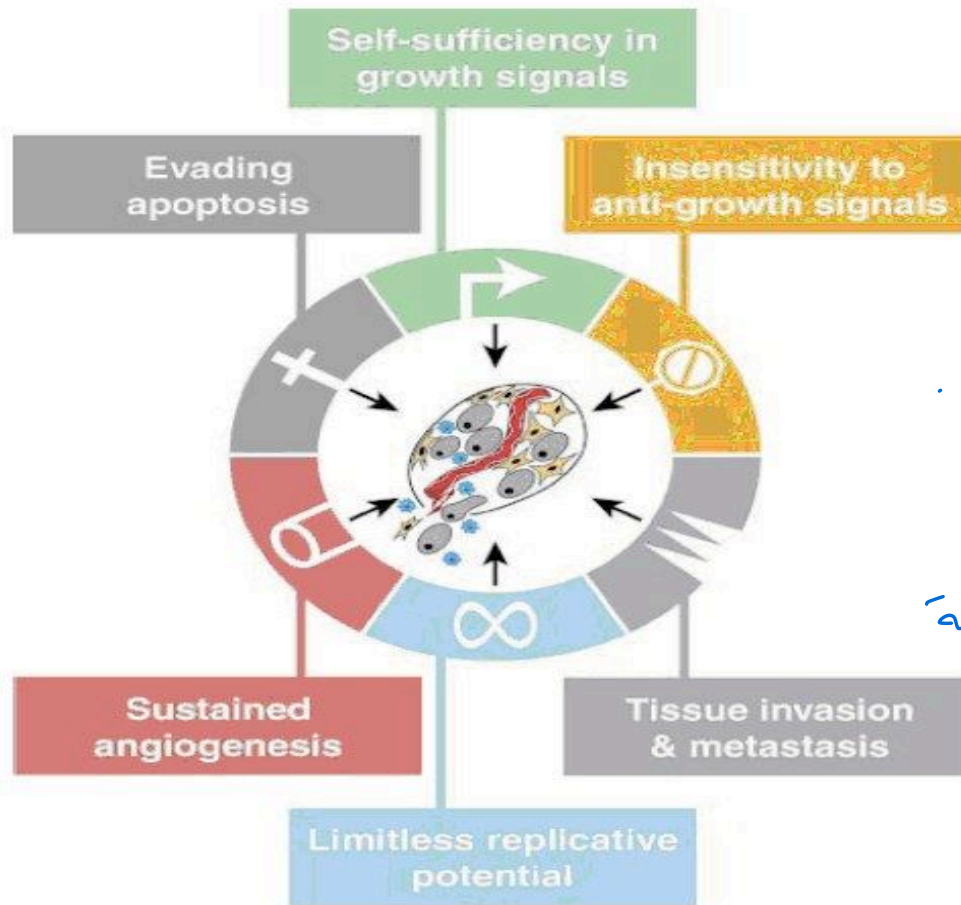 Self-sufficiency in
growth signals
Evading
apoptosis
Insensitivity to
anti-growth signals
Sustained
angiogenesis
Tissue invasion
& metastasis
Limitless replicative
potential